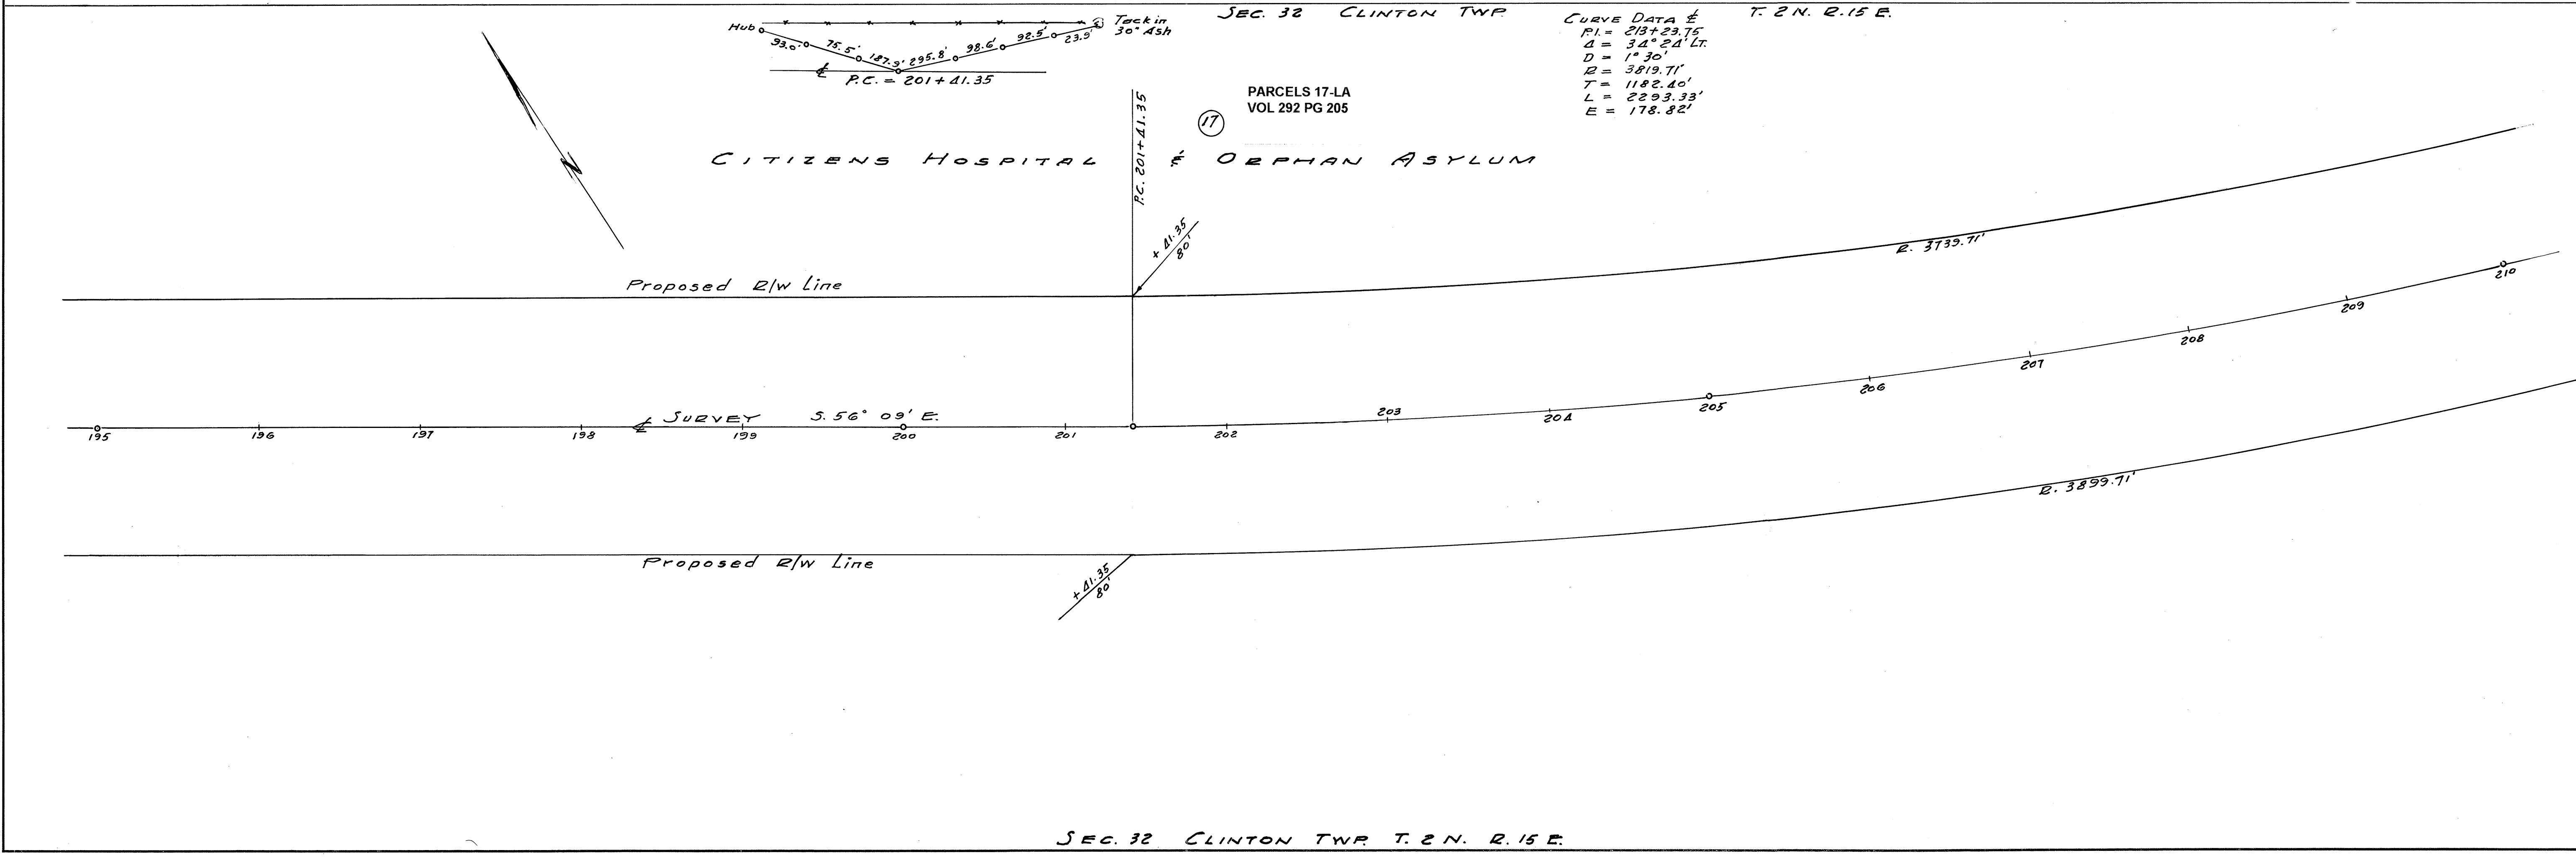 SEC. 32 CLINTON TWP. T. 2 N. R. 15 E.
Hub
93.0'
75.5'
187.9'
295.8'
98.6'
92.5'
23.9'
Tack in
30" Ash
℄
P.C. = 201+41.35
CURVE DATA ℄
P.I. = 213+23.75
Δ = 34° 24' LT.
D = 1° 30'
R = 3819.71'
T = 1182.40'
L = 2293.33'
E = 178.82'
PARCELS 17-LA
VOL 292 PG 205
17
P.C. 201+41.35
CITIZENS HOSPITAL & ORPHAN ASYLUM
N
+ 41.35
80'
R. 3739.71'
Proposed R/W Line
℄ SURVEY S. 56° 09' E.
195 196 197 198 199 200 201 202 203 204 205 206 207 208 209 210
R. 3899.71'
Proposed R/W Line
+ 41.35
80'
SEC. 32 CLINTON TWP. T. 2 N. R. 15 E.